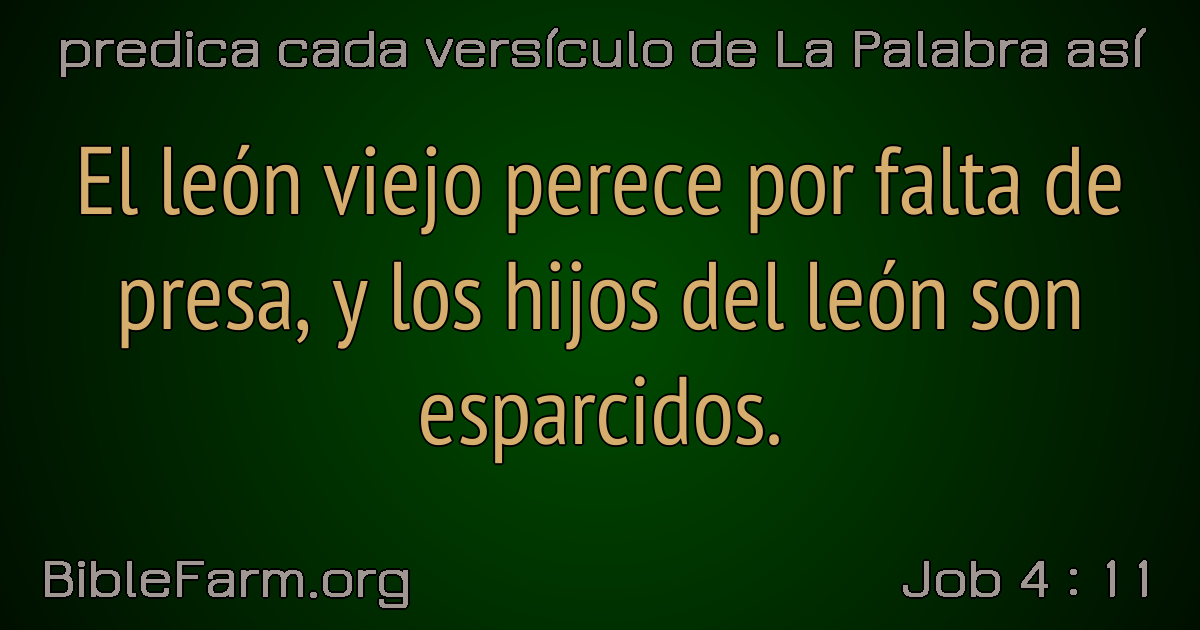 predica cada versículo de La Palabra así
El león viejo perece por falta de
presa, y los hijos del león son
esparcidos.
BibleFarm.org
Job 4 : 11